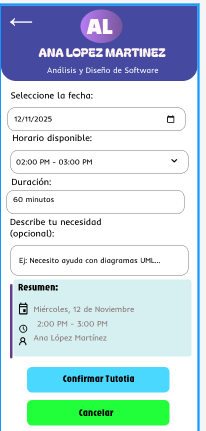 AL
ANA LOPEZ MARTINEZ
Análisis y Diseño de Software
Seleccione la fecha:
12/11/2025
Horario disponible:
02:00 PM - 03:00 PM
Duración:
60 minutos
Describe tu necesidad
(opcional):
Ej: Necesito ayuda con diagramas UML...
Resumen:
Miércoles, 12 de Noviembre
2:00 PM - 3:00 PM
Ana López Martínez
Confirmar Tutotia
Cancelar